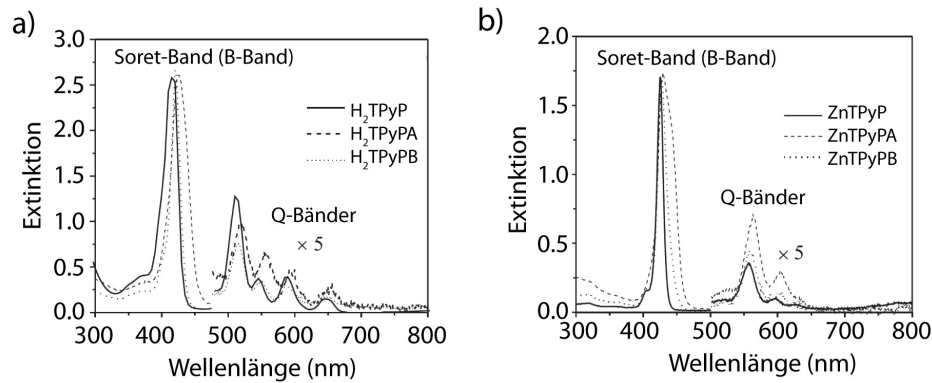 a)
3.0
2.5
2.0
1.5
1.0
0.5
0.0
Extinktion
Soret-Band (B-Band)
H2TPyP
H2TPyPA
H2TPyPB
Q-Bänder
× 5
300 400 500 600 700 800
Wellenlänge (nm)
b)
2.0
1.5
1.0
0.5
0.0
Extinktion
Soret-Band (B-Band)
ZnTPyP
ZnTPyPA
ZnTPyPB
Q-Bänder
× 5
300 400 500 600 700 800
Wellenlänge (nm)